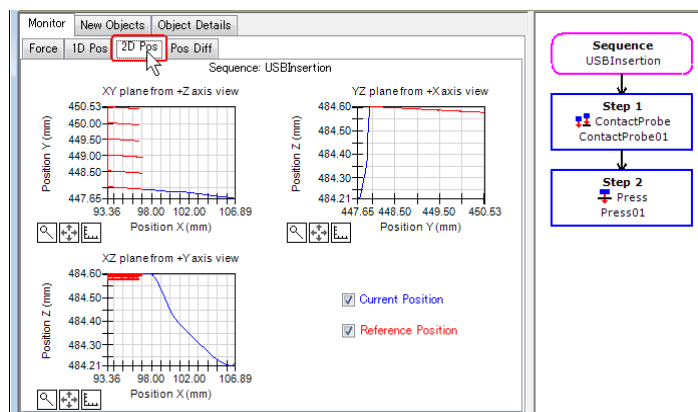 Monitor New Objects Object Details
Force 1D Pos 2D Pos Pos Diff
Sequence: USBInsertion
XY plane from +Z axis view
Position Y (mm)
450.53
450.00
449.50
449.00
448.50
447.65
93.36 98.00 102.00 106.89
Position X (mm)
YZ plane from +X axis view
Position Z (mm)
484.60
484.50
484.40
484.30
484.21
447.65 448.50 449.50 450.53
Position Y (mm)
XZ plane from +Y axis view
Position Z (mm)
484.60
484.50
484.40
484.30
484.21
93.36 98.00 102.00 106.89
Position X (mm)
Current Position
Reference Position
Sequence
USBInsertion
Step 1
ContactProbe
ContactProbe01
Step 2
Press
Press01